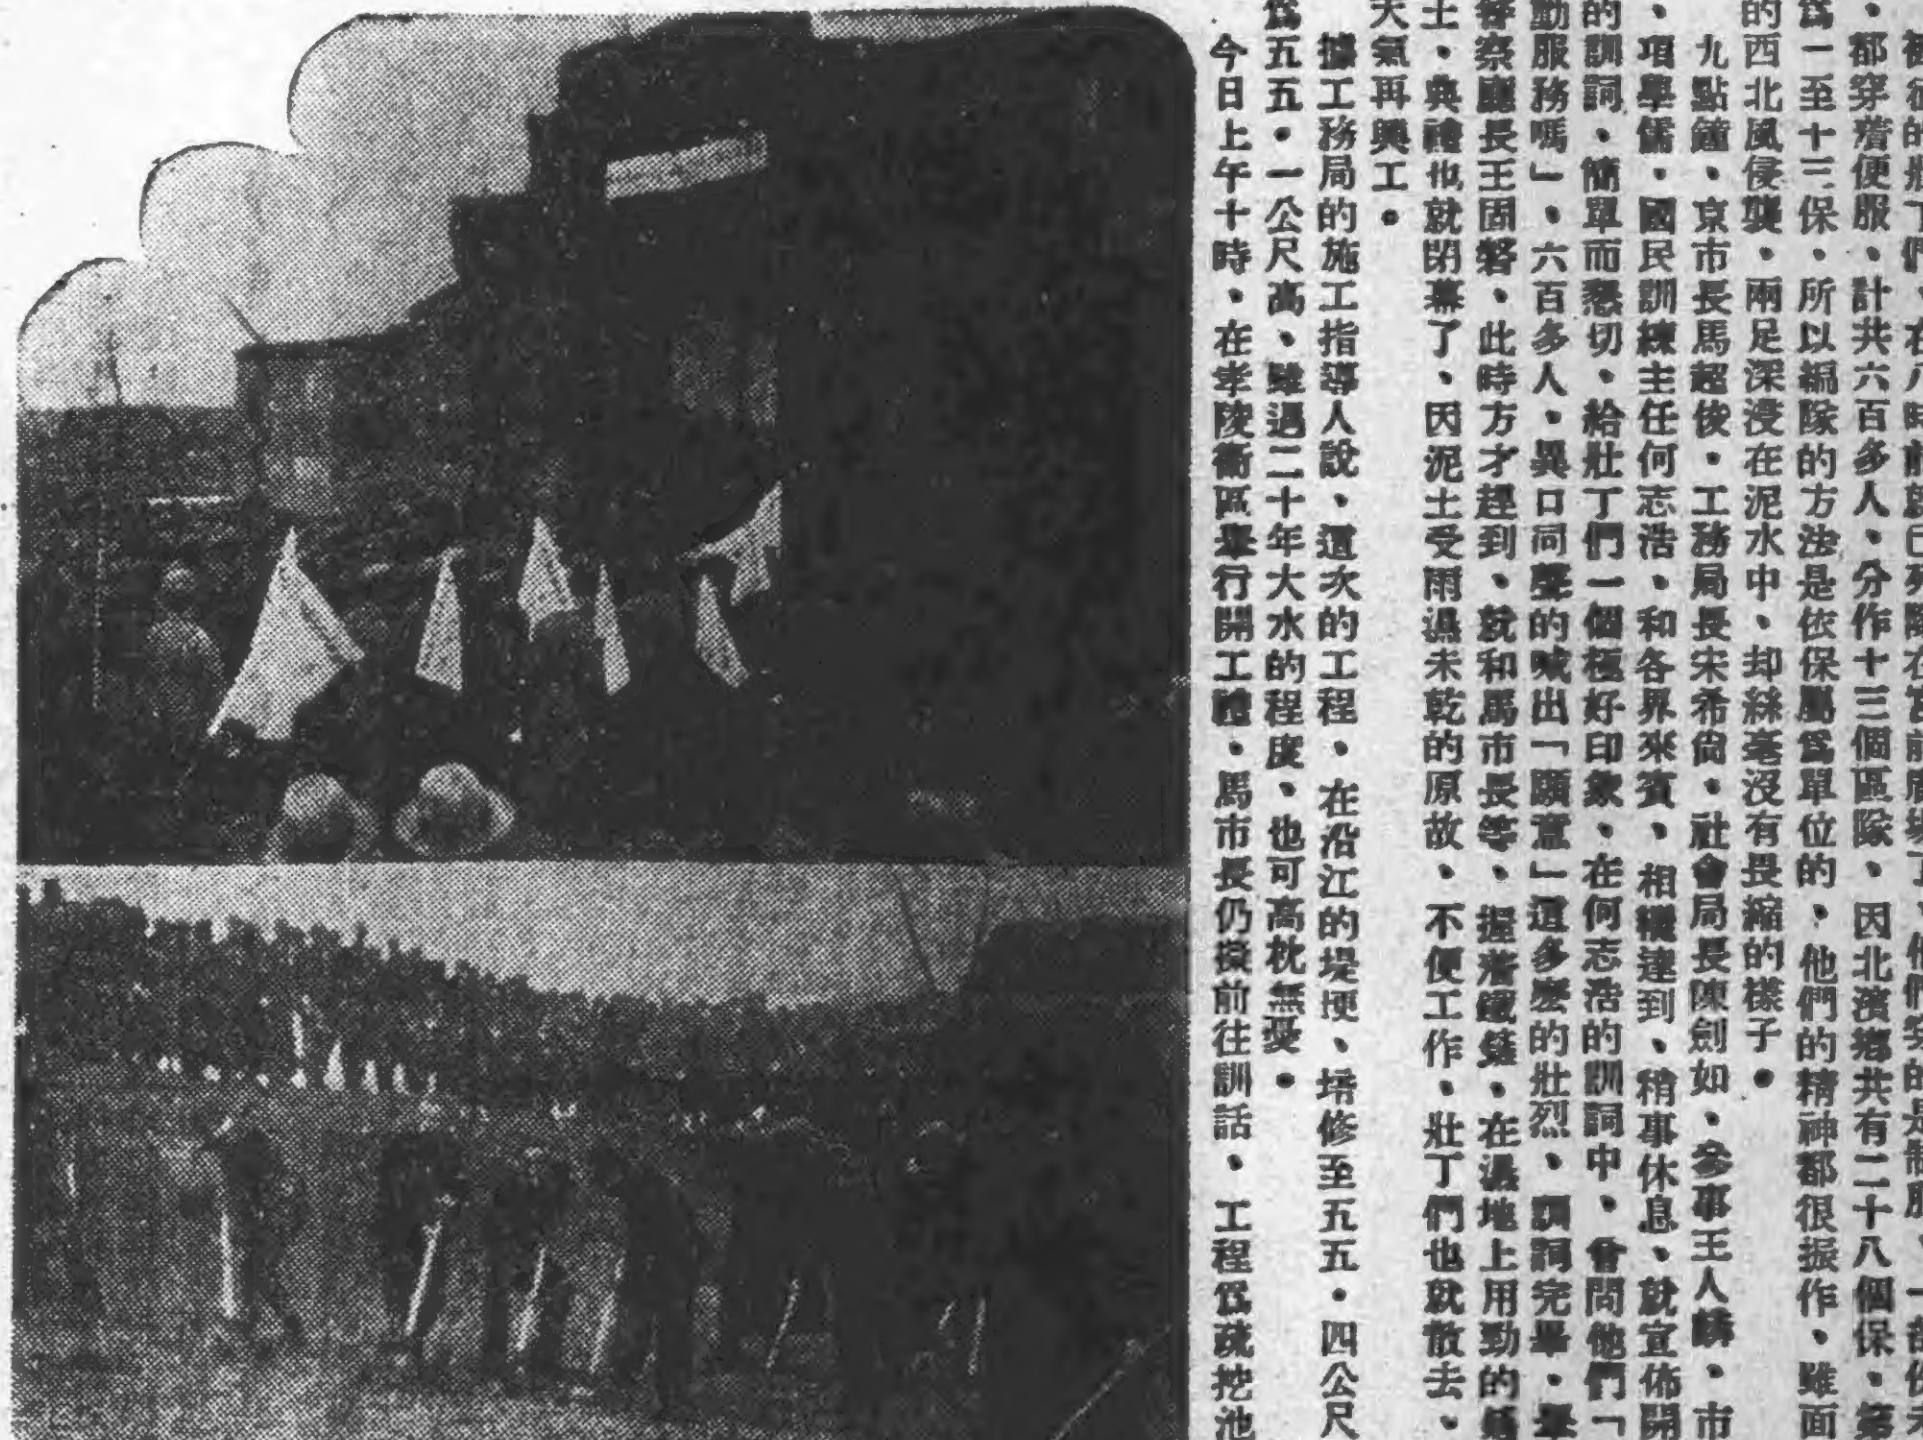 被徵的壯丁們、在八時前就已列隊在
、都穿着便服、計共六百多人、分作十三個區隊、因北濱鄉共有二十八個保、第
爲一至十三保、所以編隊的方法是依保屬爲單位的、他們的精神都很振作、雖面
的西北風侵襲、兩足深浸在泥水中、却絲毫沒有畏縮的樣子。
九點鐘、京市長馬超俊、工務局長宋希尙、社會局長陳劍如、參事王人麟、市
、項學儒、國民訓練主任何志浩、和各界來賓、相繼達到、稍事休息、就宣佈開
的訓詞、簡單而懇切、給壯丁們一個極好印象、在何志浩的訓詞中、曾問他們「
動服務嗎」、六百多人、異口同聲的喊出「願意」這多麽的壯烈、訓詞完畢、
察廳長王固磐、此時方才趕到、就和馬市長等、握着鐵鏟、在濕地上用勁的
土、典禮也就閉幕了、因泥土受雨濕未乾的原故、不便工作、壯丁們也就散去、
天氣再興工。
據工務局的施工指導人說、這次的工程、在沿江的堤埂、培修至五五・四公尺
爲五五・一公尺高、雖遇二十年大水的程度、也可高枕無憂。
今日上午十時、在孝陵衞區舉行開工禮、馬市長仍擬前往訓話、工程爲疏挖池